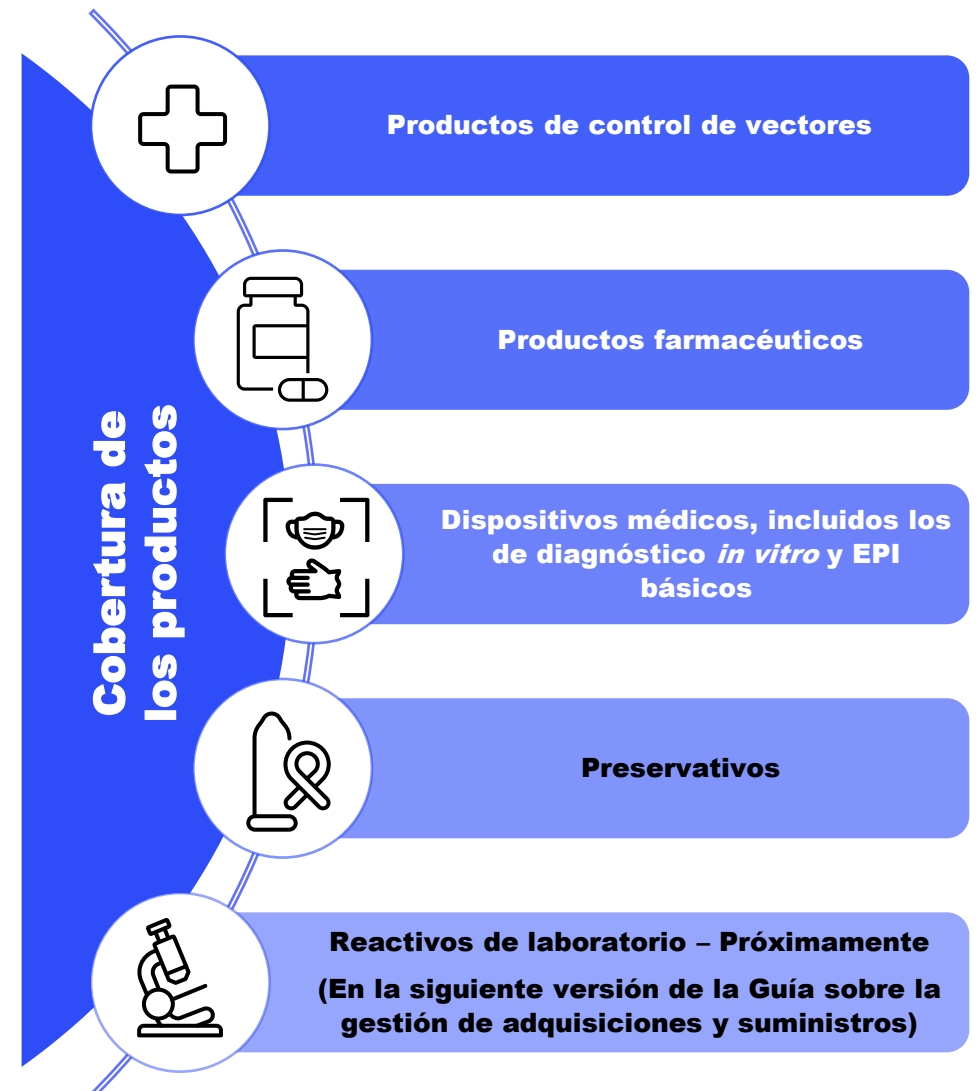 Cobertura de
los productos
Productos de control de vectores
Productos farmacéuticos
Dispositivos médicos, incluidos los
de diagnóstico in vitro y EPI
básicos
Preservativos
Reactivos de laboratorio – Próximamente
(En la siguiente versión de la Guía sobre la
gestión de adquisiciones y suministros)